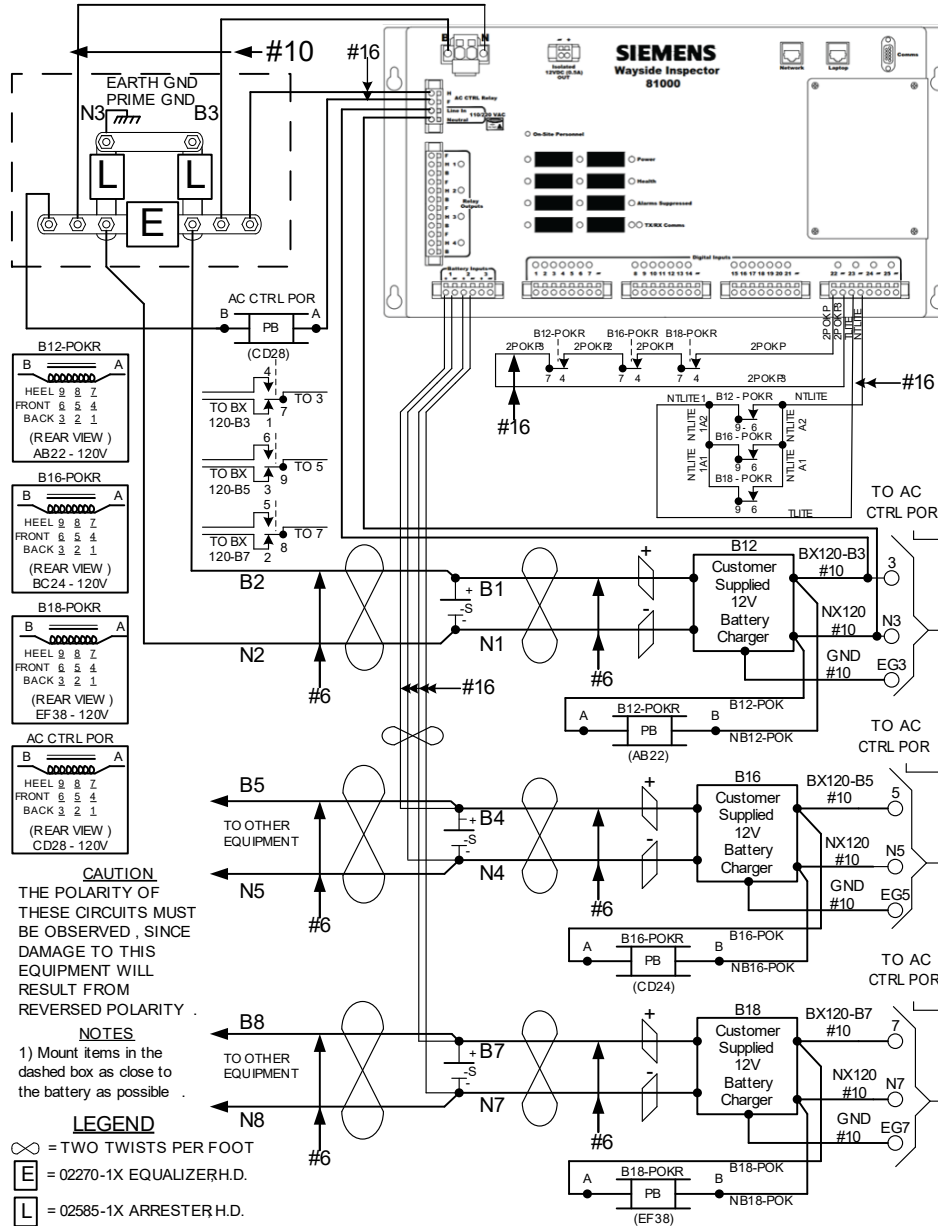 #10
#16
EARTH GND
PRIME GND
N3
B3
L
L
E
B N
Isolated
12VDC (0.5A)
OUT
SIEMENS
Wayside Inspector
81000
Network
Laptop
Comms
H
F
AC CTRL Relay
Line In
Neutral
110/220 VAC
On-Site Personnel
Power
Health
Alarms Suppressed
TX/RX Comms
F
H 1
B
F
H 2
B
F
H 3
B
F
H 4
B
Relay
Outputs
Battery Inputs
1 2 3
+ - + - + -
Digital Inputs
1 2 3 4 5 6 7
8 9 10 11 12 13 14
15 16 17 18 19 20 21
22 23 24 25
AC CTRL POR
B PB A
(CD28)
2POKP
2POKP3
TLITE
NTLITE
B12-POKR B16-POKR B18-POKR
2POKP3 2POKP2 2POKP1 2POKP
7 4 7 4 7 4
2POKP3
#16
#16
NTLITE1 B12 - POKR NTLITE
9 - 6
NTLITE 1A2
NTLITE A2
B16 - POKR
9 6
NTLITE 1A1
NTLITE A1
B18 - POKR
9 6
TLITE
B12-POKR
B A
HEEL 9 8 7
FRONT 6 5 4
BACK 3 2 1
(REAR VIEW)
AB22 - 120V
B16-POKR
B A
HEEL 9 8 7
FRONT 6 5 4
BACK 3 2 1
(REAR VIEW)
BC24 - 120V
B18-POKR
B A
HEEL 9 8 7
FRONT 6 5 4
BACK 3 2 1
(REAR VIEW)
EF38 - 120V
AC CTRL POR
B A
HEEL 9 8 7
FRONT 6 5 4
BACK 3 2 1
(REAR VIEW)
CD28 - 120V
4
TO 3
7
TO BX
120-B3
1
6
TO 5
9
TO BX
120-B5
3
5
TO 7
8
TO BX
120-B7
2
B2
N2
#6
+
-S
-
B1
N1
#6
+
-
B12
Customer
Supplied
12V
Battery
Charger
TO AC
CTRL POR
BX120-B3
#10
3
NX120
#10
N3
GND
#10
EG3
B12-POK
A B12-POKR B
PB
NB12-POK
(AB22)
#16
B5
TO OTHER
EQUIPMENT
N5
#6
+
-S
-
B4
N4
#6
+
-
B16
Customer
Supplied
12V
Battery
Charger
TO AC
CTRL POR
BX120-B5
#10
5
NX120
#10
N5
GND
#10
EG5
B16-POK
A B16-POKR B
PB
NB16-POK
(CD24)
B8
TO OTHER
EQUIPMENT
N8
#6
+
-S
-
B7
N7
#6
+
-
B18
Customer
Supplied
12V
Battery
Charger
TO AC
CTRL POR
BX120-B7
#10
7
NX120
#10
N7
GND
#10
EG7
B18-POK
A B18-POKR B
PB
NB18-POK
(EF38)
CAUTION
THE POLARITY OF
THESE CIRCUITS MUST
BE OBSERVED , SINCE
DAMAGE TO THIS
EQUIPMENT WILL
RESULT FROM
REVERSED POLARITY .
NOTES
1) Mount items in the
dashed box as close to
the battery as possible .
LEGEND
= TWO TWISTS PER FOOT
E = 02270-1X EQUALIZER,H.D.
L = 02585-1X ARRESTER,H.D.